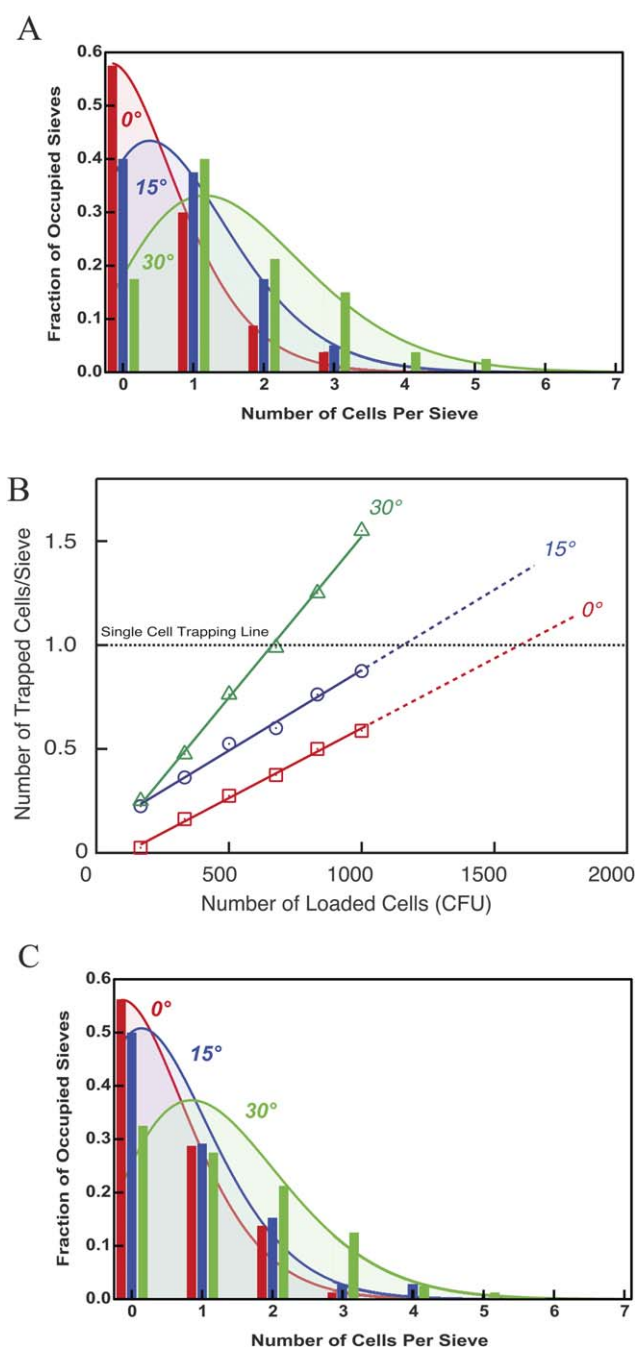 A
0.6
0.5
0.4
0.3
0.2
0.1
0.0
Fraction of Occupied Sieves
0°
15°
30°
0 1 2 3 4 5 6 7
Number of Cells Per Sieve
B
1.5
1.0
0.5
0
Number of Trapped Cells/Sieve
30°
15°
0°
Single Cell Trapping Line
0 500 1000 1500 2000
Number of Loaded Cells (CFU)
C
0.6
0.5
0.4
0.3
0.2
0.1
0.0
Fraction of Occupied Sieves
0°
15°
30°
0 1 2 3 4 5 6 7
Number of Cells Per Sieve